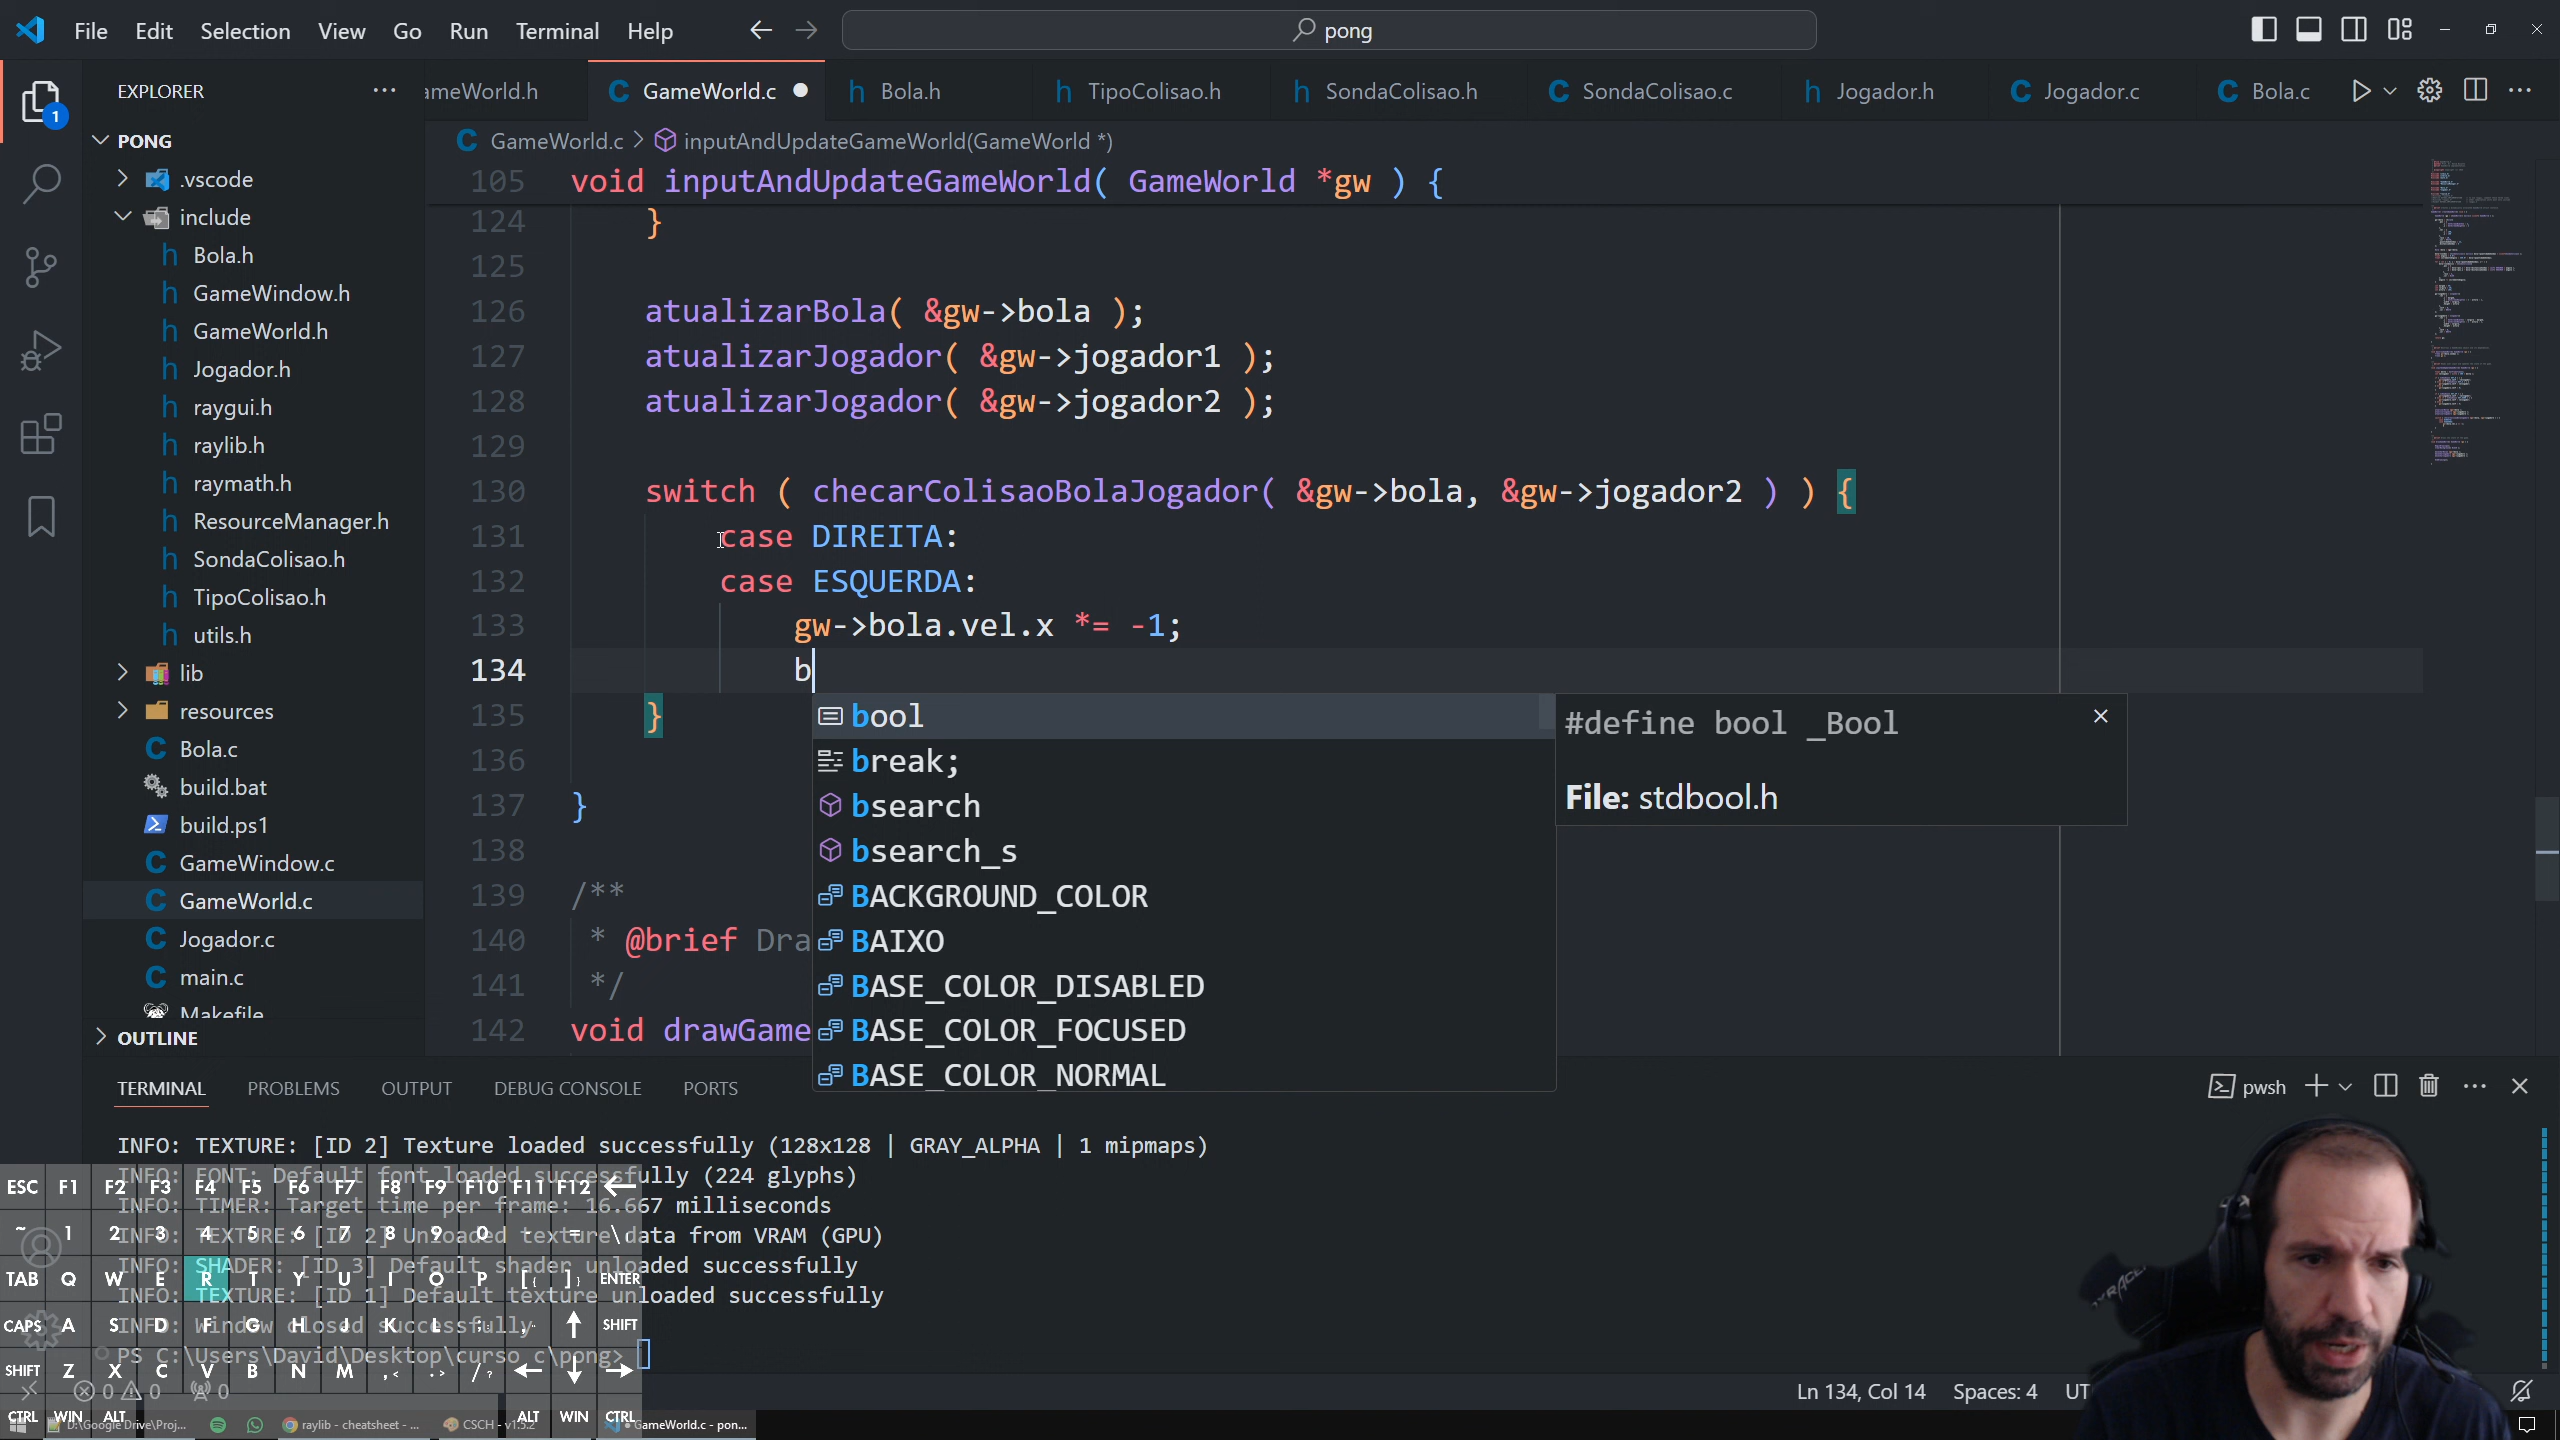 File Edit Selection View Go Run Terminal Help
pong
EXPLORER
ameWorld.h
GameWorld.c
Bola.h
TipoColisao.h
SondaColisao.h
SondaColisao.c
Jogador.h
Jogador.c
Bola.c
1
PONG
GameWorld.c > inputAndUpdateGameWorld(GameWorld *)
.vscode
include
Bola.h
GameWindow.h
GameWorld.h
Jogador.h
raygui.h
raylib.h
raymath.h
ResourceManager.h
SondaColisao.h
TipoColisao.h
utils.h
lib
resources
Bola.c
build.bat
build.ps1
GameWindow.c
GameWorld.c
Jogador.c
main.c
Makefile
OUTLINE
105 void inputAndUpdateGameWorld( GameWorld *gw ) {
124 }
125
126 atualizarBola( &gw->bola );
127 atualizarJogador( &gw->jogador1 );
128 atualizarJogador( &gw->jogador2 );
129
130 switch ( checarColisaoBolaJogador( &gw->bola, &gw->jogador2 ) ) {
131 case DIREITA:
132 case ESQUERDA:
133 gw->bola.vel.x *= -1;
134 b
135 }
136
137 }
138
139 /**
140 * @brief Dra
141 */
142 void drawGame
bool
break;
bsearch
bsearch_s
BACKGROUND_COLOR
BAIXO
BASE_COLOR_DISABLED
BASE_COLOR_FOCUSED
BASE_COLOR_NORMAL
#define bool _Bool
File: stdbool.h
TERMINAL PROBLEMS OUTPUT DEBUG CONSOLE PORTS
pwsh
INFO: TEXTURE: [ID 2] Texture loaded successfully (128x128 | GRAY_ALPHA | 1 mipmaps)
INFO: FONT: Default font loaded successfully (224 glyphs)
INFO: TIMER: Target time per frame: 16.667 milliseconds
INFO: TEXTURE: [ID 2] Unloaded texture data from VRAM (GPU)
INFO: SHADER: [ID 3] Default shader unloaded successfully
INFO: TEXTURE: [ID 1] Default texture unloaded successfully
INFO: Window closed successfully
PS C:\Users\David\Desktop\curso_c\pong>
ESC F1 F2 F3 F4 F5 F6 F7 F8 F9 F10 F11 F12
~ 1 2 3 4 5 6 7 8 9 0 - = \
TAB Q W E R T Y U I O P [{ ]} ENTER
CAPS A S D F G H J K L ;: SHIFT
SHIFT Z X C V B N M ,< .> /?
CTRL WIN ALT ALT WIN CTRL
0 0 0
Ln 134, Col 14 Spaces: 4 UT
D:\Google Drive\Proj... raylib - cheatsheet - ... CSCH - v1.5.2 GameWorld.c - pon...